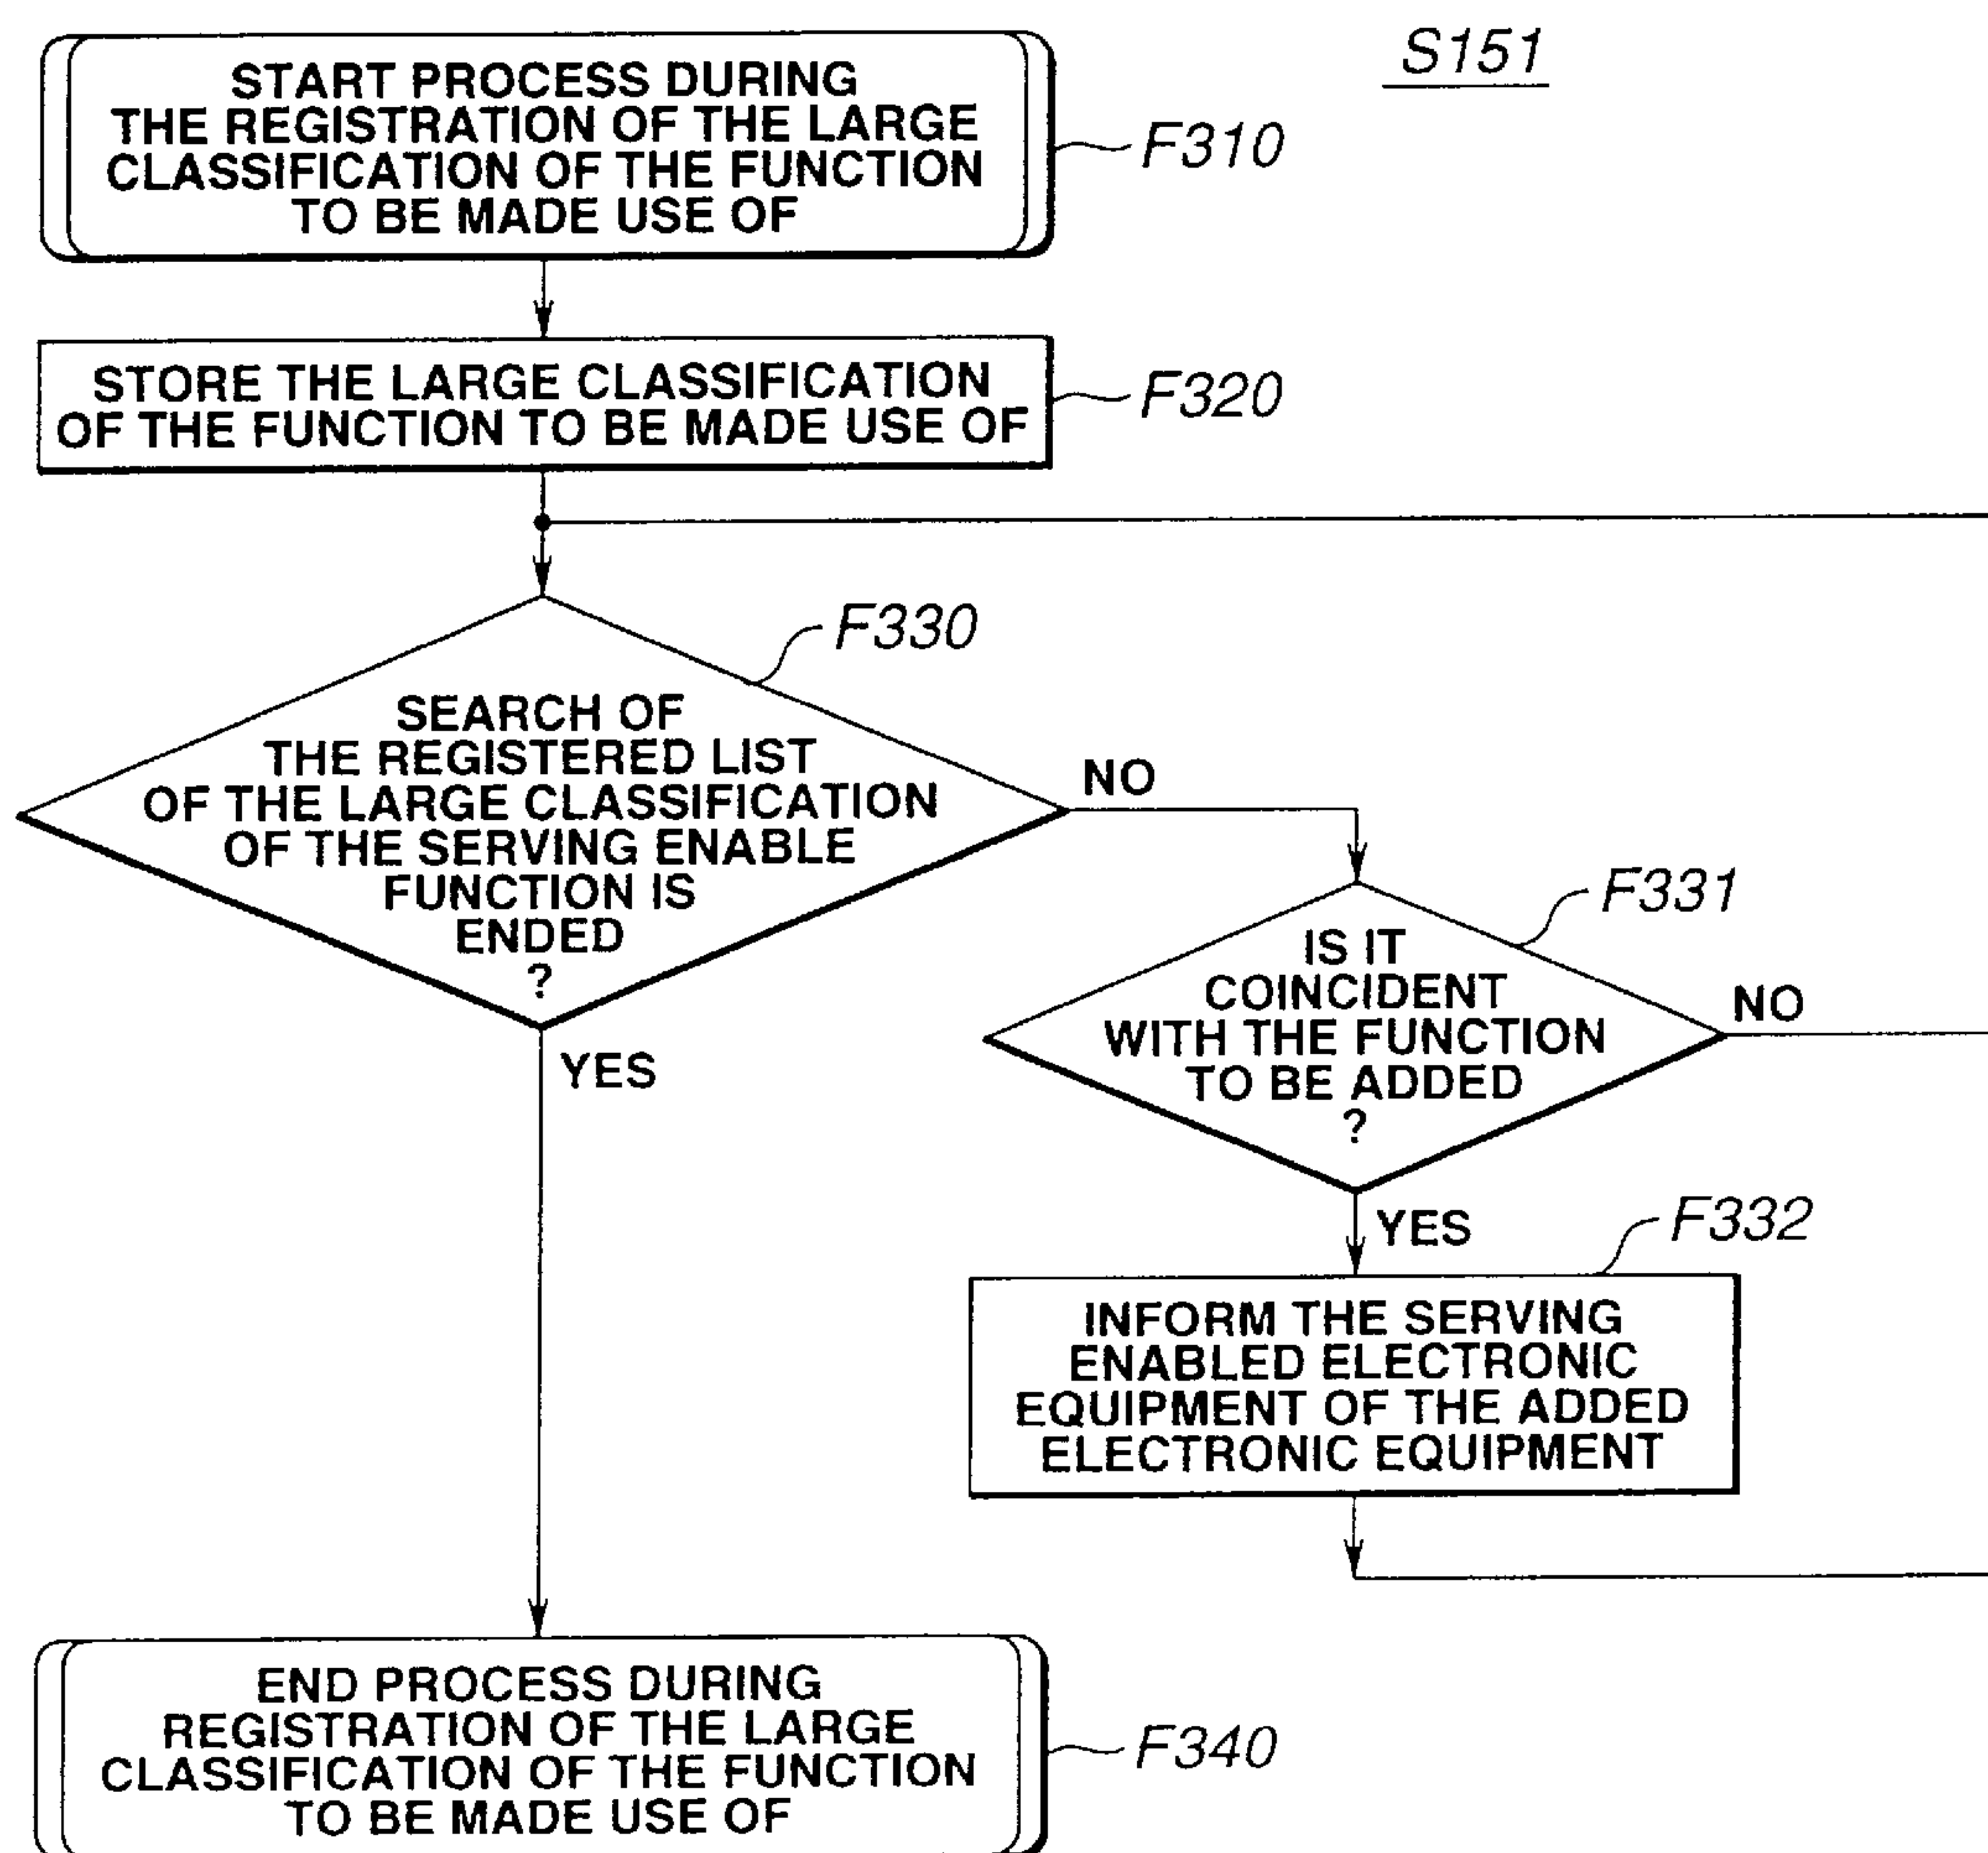 S151
START PROCESS DURING
THE REGISTRATION OF THE LARGE
CLASSIFICATION OF THE FUNCTION
TO BE MADE USE OF
F310
STORE THE LARGE CLASSIFICATION
OF THE FUNCTION TO BE MADE USE OF
F320
F330
SEARCH OF
THE REGISTERED LIST
OF THE LARGE CLASSIFICATION
OF THE SERVING ENABLE
FUNCTION IS
ENDED
?
NO
YES
F331
IS IT
COINCIDENT
WITH THE FUNCTION
TO BE ADDED
?
NO
YES
F332
INFORM THE SERVING
ENABLED ELECTRONIC
EQUIPMENT OF THE ADDED
ELECTRONIC EQUIPMENT
END PROCESS DURING
REGISTRATION OF THE LARGE
CLASSIFICATION OF THE FUNCTION
TO BE MADE USE OF
F340